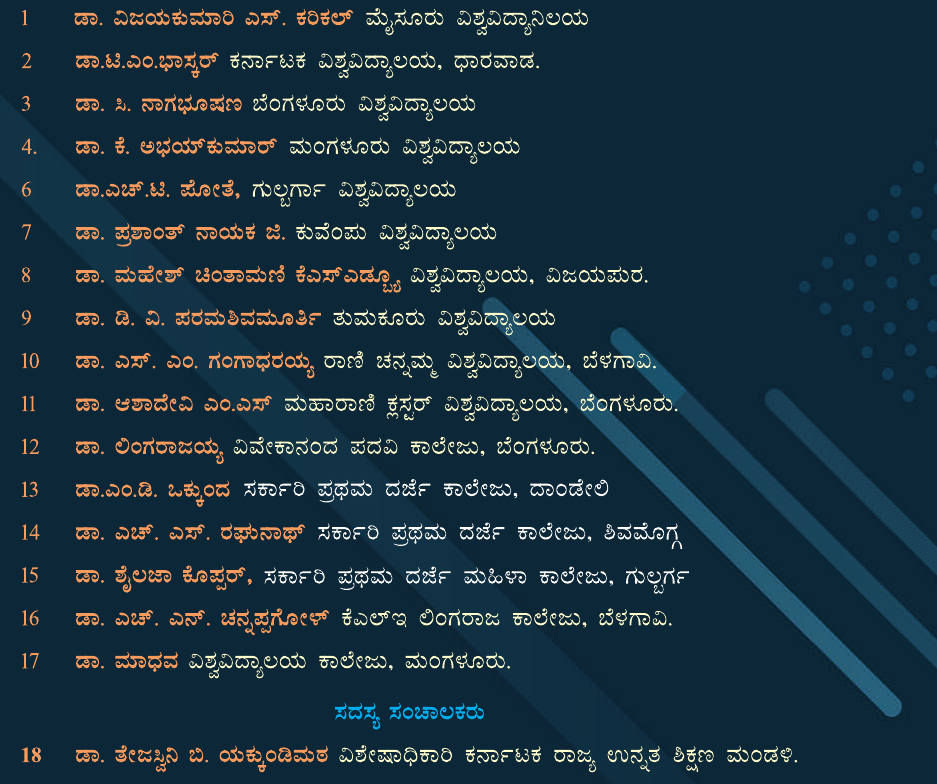 1 ಡಾ. ವಿಜಯಕುಮಾರಿ ಎಸ್. ಕರಿಕಲ್ ಮೈಸೂರು ವಿಶ್ವವಿದ್ಯಾನಿಲಯ
2 ಡಾ.ಟಿ.ಎಂ.ಭಾಸ್ಕರ್ ಕರ್ನಾಟಕ ವಿಶ್ವವಿದ್ಯಾಲಯ, ಧಾರವಾಡ.
3 ಡಾ. ಸಿ. ನಾಗಭೂಷಣ ಬೆಂಗಳೂರು ವಿಶ್ವವಿದ್ಯಾಲಯ
4. ಡಾ. ಕೆ. ಅಭಯ್‌ಕುಮಾರ್ ಮಂಗಳೂರು ವಿಶ್ವವಿದ್ಯಾಲಯ
6 ಡಾ.ಎಚ್.ಟಿ. ಪೋತೆ, ಗುಲ್ಬರ್ಗಾ ವಿಶ್ವವಿದ್ಯಾಲಯ
7 ಡಾ. ಪ್ರಶಾಂತ್ ನಾಯಕ ಜಿ. ಕುವೆಂಪು ವಿಶ್ವವಿದ್ಯಾಲಯ
8 ಡಾ. ಮಹೇಶ್ ಚಿಂತಾಮಣಿ ಕೆಎಸ್‌ಎಡ್ಬ್ಯೂ ವಿಶ್ವವಿದ್ಯಾಲಯ, ವಿಜಯಪುರ.
9 ಡಾ. ಡಿ. ವಿ. ಪರಮಶಿವಮೂರ್ತಿ ತುಮಕೂರು ವಿಶ್ವವಿದ್ಯಾಲಯ
10 ಡಾ. ಎಸ್. ಎಂ. ಗಂಗಾಧರಯ್ಯ ರಾಣಿ ಚನ್ನಮ್ಮ ವಿಶ್ವವಿದ್ಯಾಲಯ, ಬೆಳಗಾವಿ.
11 ಡಾ. ಆಶಾದೇವಿ ಎಂ.ಎಸ್ ಮಹಾರಾಣಿ ಕ್ಲಸ್ಟರ್ ವಿಶ್ವವಿದ್ಯಾಲಯ, ಬೆಂಗಳೂರು.
12 ಡಾ. ಲಿಂಗರಾಜಯ್ಯ ವಿವೇಕಾನಂದ ಪದವಿ ಕಾಲೇಜು, ಬೆಂಗಳೂರು.
13 ಡಾ.ಎಂ.ಡಿ. ಒಕ್ಕುಂದ ಸರ್ಕಾರಿ ಪ್ರಥಮ ದರ್ಜೆ ಕಾಲೇಜು, ದಾಂಡೇಲಿ
14 ಡಾ. ಎಚ್. ಎಸ್. ರಘುನಾಥ್ ಸರ್ಕಾರಿ ಪ್ರಥಮ ದರ್ಜೆ ಕಾಲೇಜು, ಶಿವಮೊಗ್ಗ
15 ಡಾ. ಶೈಲಜಾ ಕೊಪ್ಪರ್, ಸರ್ಕಾರಿ ಪ್ರಥಮ ದರ್ಜೆ ಮಹಿಳಾ ಕಾಲೇಜು, ಗುಲ್ಬರ್ಗ
16 ಡಾ. ಎಚ್. ಎನ್. ಚನ್ನಪ್ಪಗೋಳ್ ಕೆಎಲ್‌ಇ ಲಿಂಗರಾಜ ಕಾಲೇಜು, ಬೆಳಗಾವಿ.
17 ಡಾ. ಮಾಧವ ವಿಶ್ವವಿದ್ಯಾಲಯ ಕಾಲೇಜು, ಮಂಗಳೂರು.
ಸದಸ್ಯ ಸಂಚಾಲಕರು
18 ಡಾ. ತೇಜಸ್ವಿನಿ ಬಿ. ಯಕ್ಕುಂಡಿಮಠ ವಿಶೇಷಾಧಿಕಾರಿ ಕರ್ನಾಟಕ ರಾಜ್ಯ ಉನ್ನತ ಶಿಕ್ಷಣ ಮಂಡಳಿ.